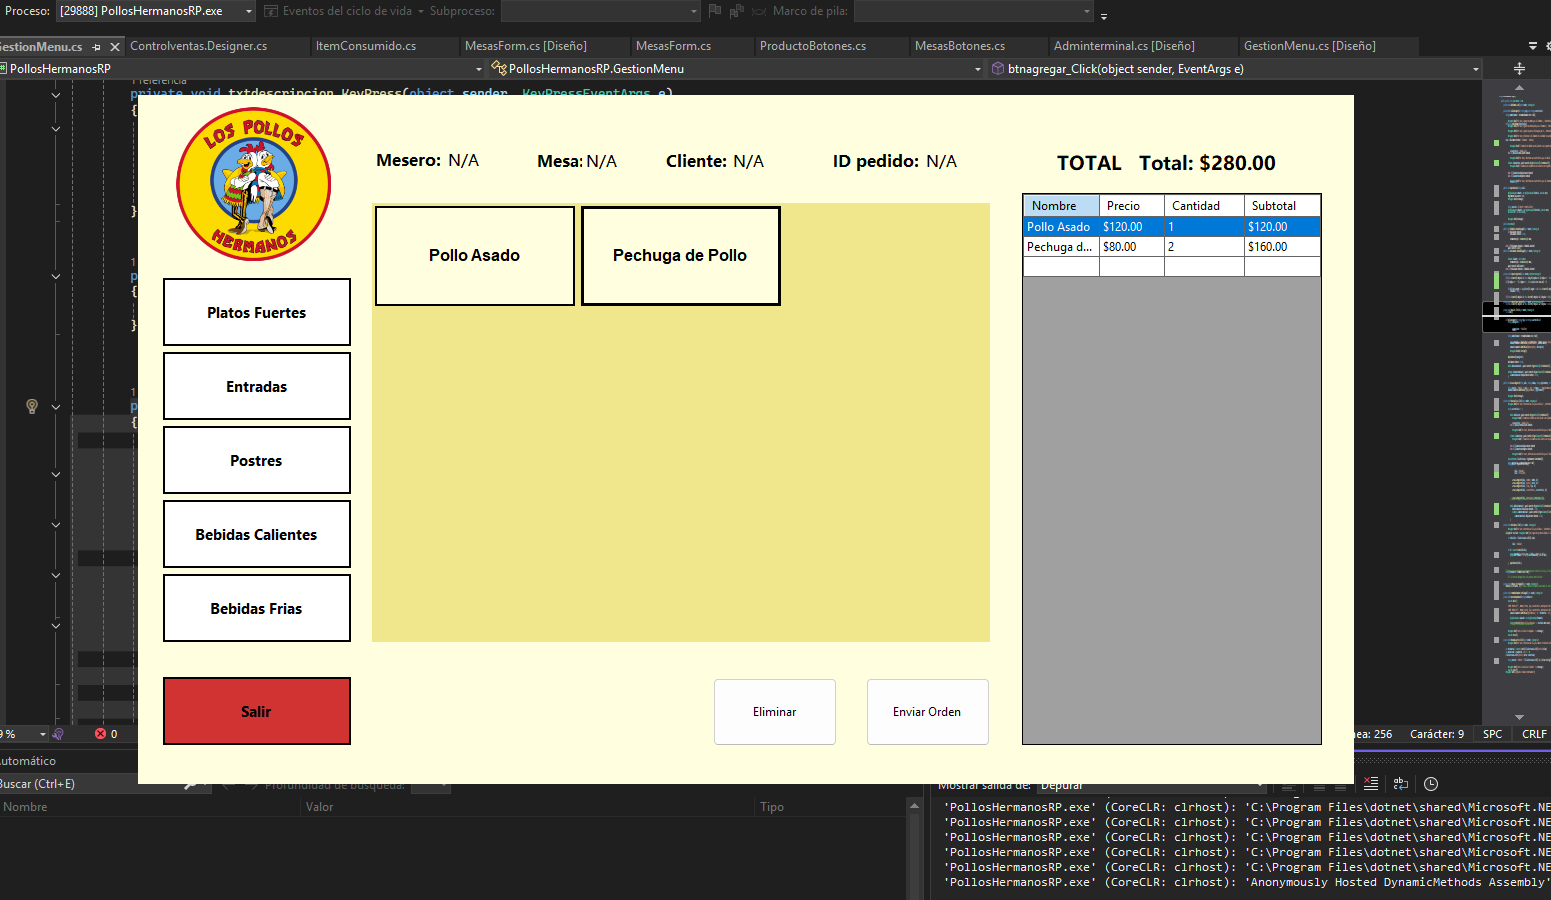 Proceso: [29888] PollosHermanosRP.exe Eventos del ciclo de vida Subproceso: Marco de pila:
GestionMenu.cs Controlventas.Designer.cs ItemConsumido.cs MesasForm.cs [Diseño] MesasForm.cs ProductoBotones.cs MesasBotones.cs Adminterminal.cs [Diseño] GestionMenu.cs [Diseño]
PollosHermanosRP PollosHermanosRP.GestionMenu btnagregar_Click(object sender, EventArgs e)
1 referencia
private void txtdescripcion_KeyPress(object sender, KeyPressEventArgs e)
{
}
LOS POLLOS
HERMANOS
Mesero: N/A Mesa: N/A Cliente: N/A ID pedido: N/A TOTAL Total: $280.00
Nombre Precio Cantidad Subtotal
Pollo Asado $120.00 1 $120.00
Pechuga d... $80.00 2 $160.00
Pollo Asado Pechuga de Pollo
Platos Fuertes
Entradas
Postres
Bebidas Calientes
Bebidas Frias
Salir
Eliminar
Enviar Orden
9 % 0 nea: 256 Carácter: 9 SPC CRLF
utomático
Buscar (Ctrl+E) Profundidad de búsqueda: Mostrar salida de: Depurar
Nombre Valor Tipo
'PollosHermanosRP.exe' (CoreCLR: clrhost): 'C:\Program Files\dotnet\shared\Microsoft.NE
'PollosHermanosRP.exe' (CoreCLR: clrhost): 'C:\Program Files\dotnet\shared\Microsoft.NE
'PollosHermanosRP.exe' (CoreCLR: clrhost): 'C:\Program Files\dotnet\shared\Microsoft.NE
'PollosHermanosRP.exe' (CoreCLR: clrhost): 'C:\Program Files\dotnet\shared\Microsoft.NE
'PollosHermanosRP.exe' (CoreCLR: clrhost): 'C:\Program Files\dotnet\shared\Microsoft.NE
'PollosHermanosRP.exe' (CoreCLR: clrhost): 'Anonymously Hosted DynamicMethods Assembly'